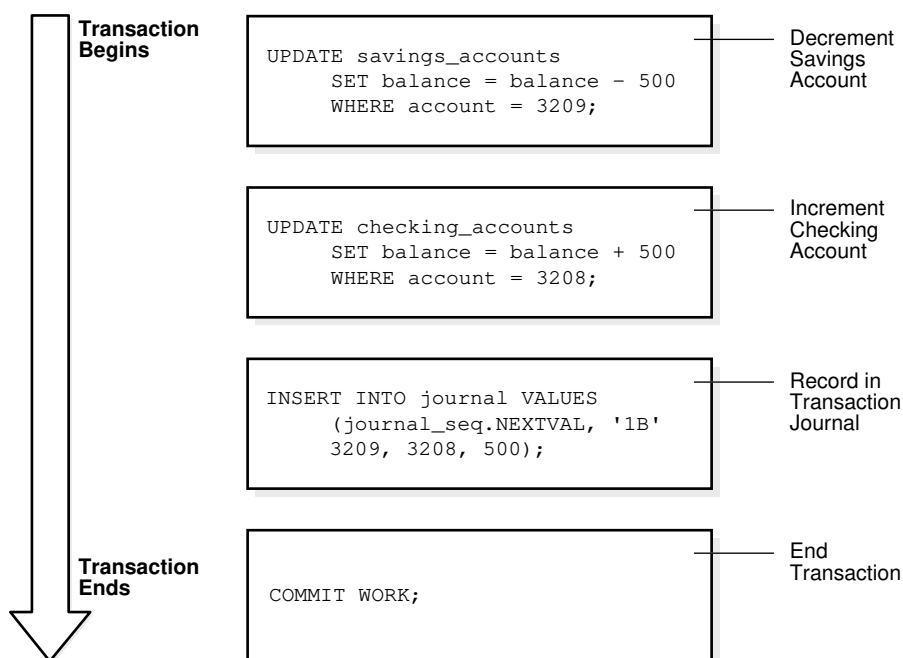 Transaction
Begins
UPDATE savings_accounts
SET balance = balance - 500
WHERE account = 3209;
Decrement
Savings
Account
UPDATE checking_accounts
SET balance = balance + 500
WHERE account = 3208;
Increment
Checking
Account
INSERT INTO journal VALUES
(journal_seq.NEXTVAL, '1B'
3209, 3208, 500);
Record in
Transaction
Journal
Transaction
Ends
COMMIT WORK;
End
Transaction